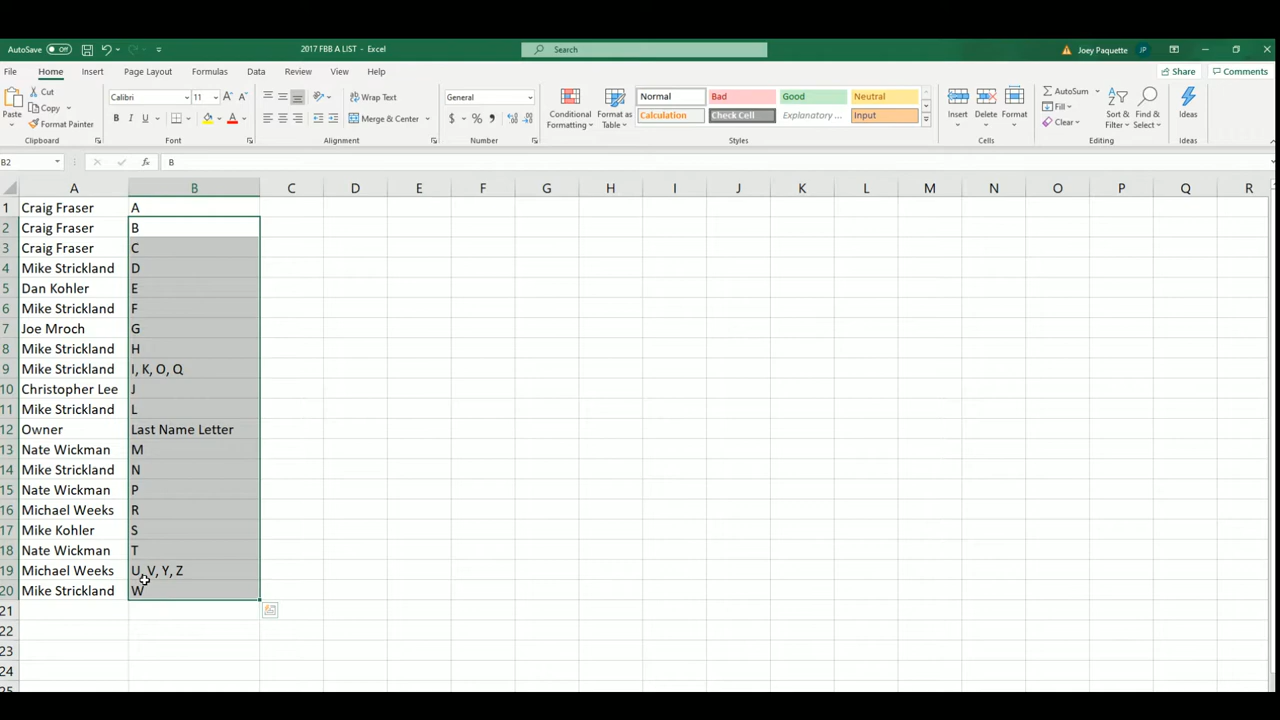 AutoSave Off 2017 FBB A LIST - Excel Search Joey Paquette JP
File Home Insert Page Layout Formulas Data Review View Help Share Comments
Paste Cut Copy Format Painter Clipboard
Calibri 11 A A B I U A Font
Wrap Text Merge & Center Alignment
General $ % , Number
Conditional Formatting Format as Table
Normal Bad Good Neutral
Calculation Check Cell Explanatory ... Input
Styles
Insert Delete Format Cells
AutoSum Fill Clear Sort & Filter Find & Select Editing
Ideas Ideas
B2 fx B
A B C D E F G H I J K L M N O P Q R
1 Craig Fraser A
2 Craig Fraser B
3 Craig Fraser C
4 Mike Strickland D
5 Dan Kohler E
6 Mike Strickland F
7 Joe Mroch G
8 Mike Strickland H
9 Mike Strickland I, K, O, Q
10 Christopher Lee J
11 Mike Strickland L
12 Owner Last Name Letter
13 Nate Wickman M
14 Mike Strickland N
15 Nate Wickman P
16 Michael Weeks R
17 Mike Kohler S
18 Nate Wickman T
19 Michael Weeks U, V, Y, Z
20 Mike Strickland W
21
22
23
24
25